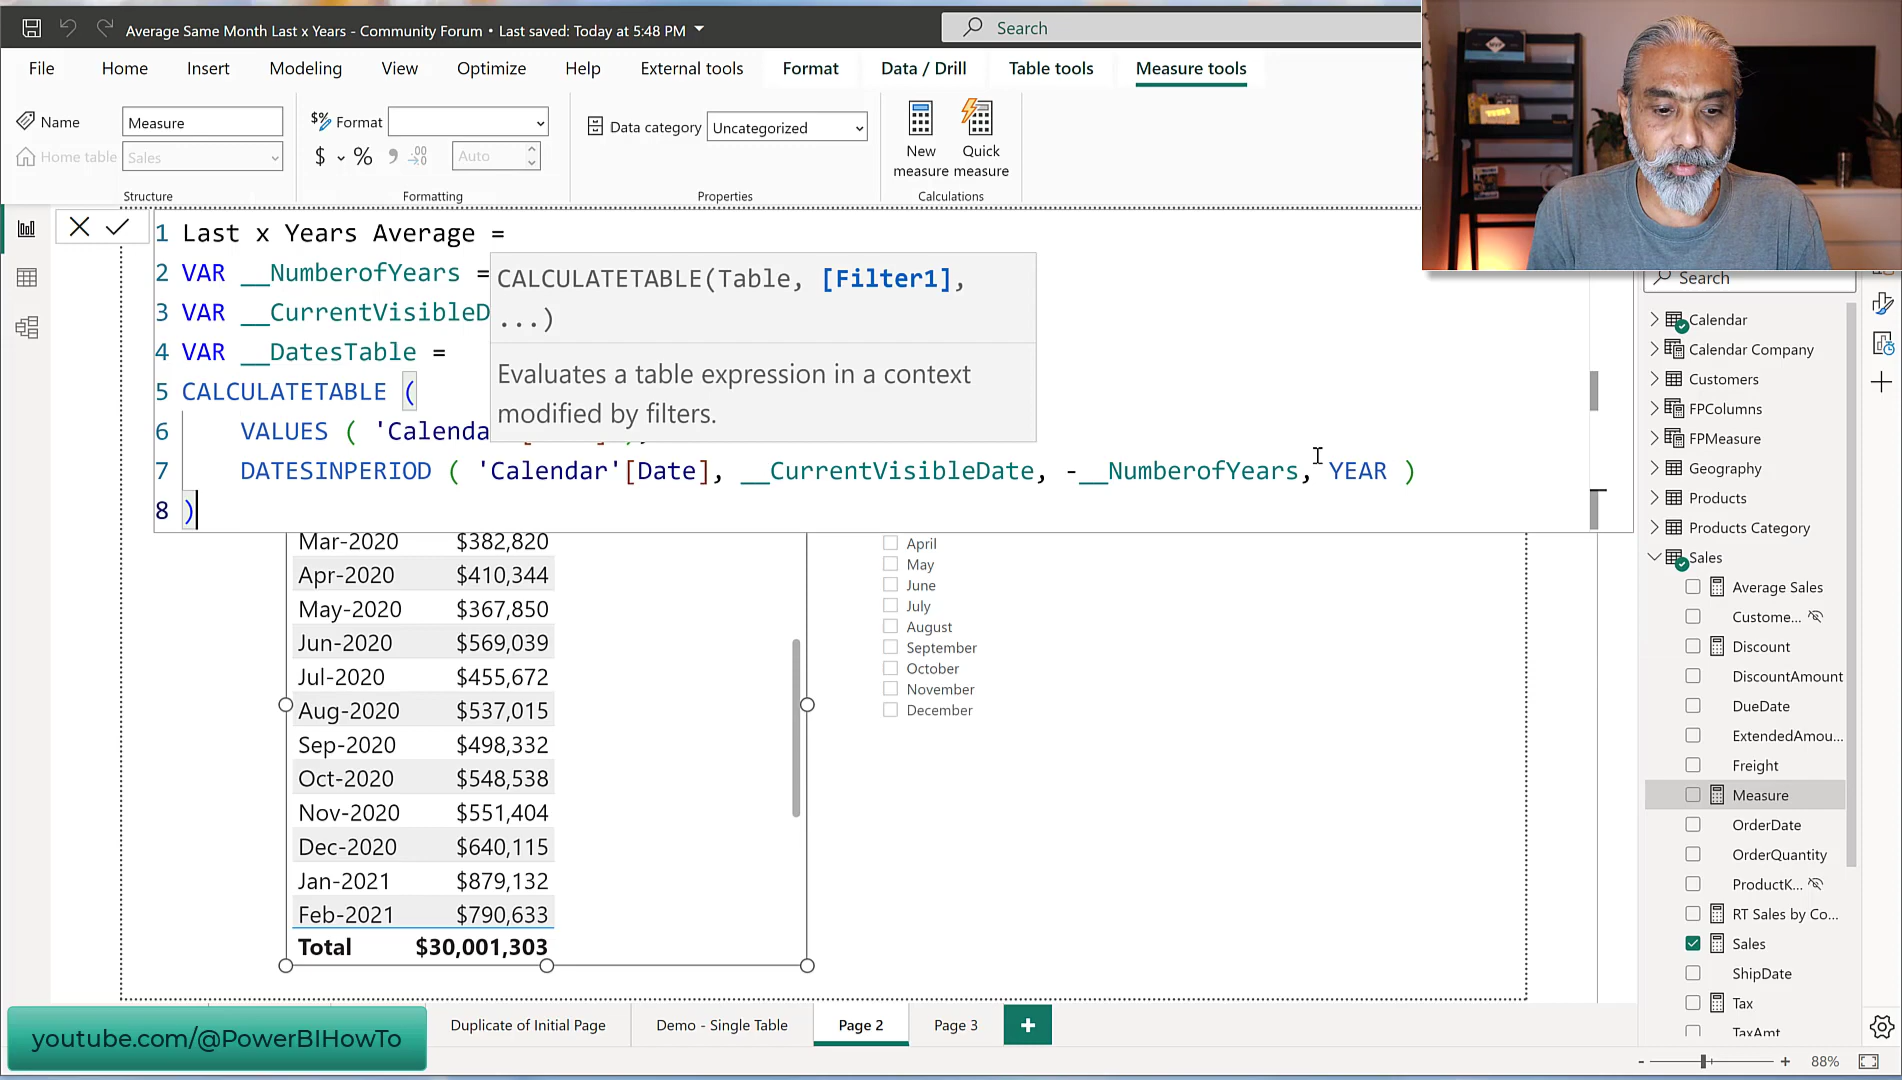 Average Same Month Last x Years - Community Forum • Last saved: Today at 5:48 PM
Search
File Home Insert Modeling View Optimize Help External tools Format Data / Drill Table tools Measure tools
Name Measure
Home table Sales
Structure
Format
$ % Auto
Formatting
Data category Uncategorized
Properties
New measure
Quick measure
Calculations
1 Last x Years Average =
2 VAR __NumberofYears =
3 VAR __CurrentVisibleD
4 VAR __DatesTable =
5 CALCULATETABLE (
6 VALUES ( 'Calenda
7 DATESINPERIOD ( 'Calendar'[Date], __CurrentVisibleDate, -__NumberofYears, YEAR )
8 )
CALCULATETABLE(Table, [Filter1],
...)
Evaluates a table expression in a context
modified by filters.
Mar-2020 $382,820
Apr-2020 $410,344
May-2020 $367,850
Jun-2020 $569,039
Jul-2020 $455,672
Aug-2020 $537,015
Sep-2020 $498,332
Oct-2020 $548,538
Nov-2020 $551,404
Dec-2020 $640,115
Jan-2021 $879,132
Feb-2021 $790,633
Total $30,001,303
April
May
June
July
August
September
October
November
December
Search
Calendar
Calendar Company
Customers
FPColumns
FPMeasure
Geography
Products
Products Category
Sales
Average Sales
Custome...
Discount
DiscountAmount
DueDate
ExtendedAmou...
Freight
Measure
OrderDate
OrderQuantity
ProductK...
RT Sales by Co...
Sales
ShipDate
Tax
TaxAmt
youtube.com/@PowerBIHowTo
Duplicate of Initial Page Demo - Single Table Page 2 Page 3
88%